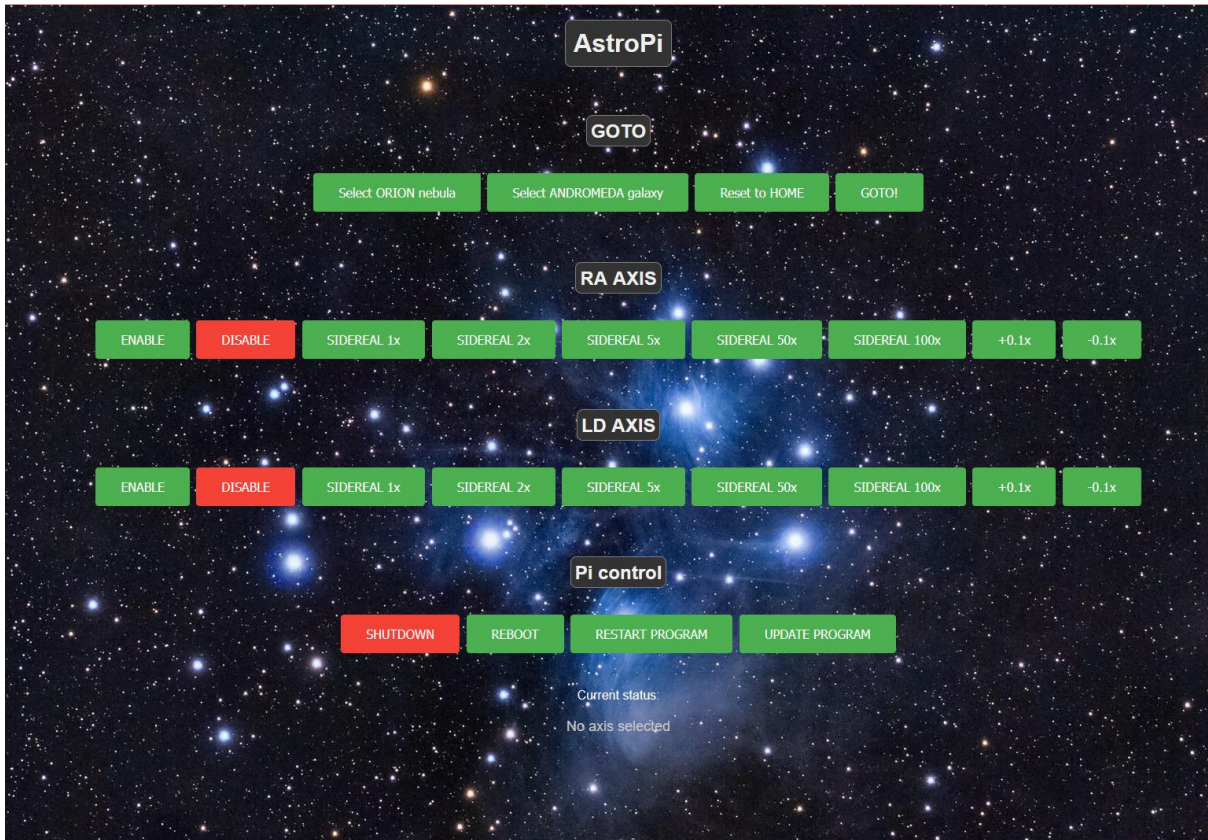 AstroPi
GOTO
Select ORION nebula Select ANDROMEDA galaxy Reset to HOME GOTO!
RA AXIS
ENABLE DISABLE SIDEREAL 1x SIDEREAL 2x SIDEREAL 5x SIDEREAL 50x SIDEREAL 100x +0.1x -0.1x
LD AXIS
ENABLE DISABLE SIDEREAL 1x SIDEREAL 2x SIDEREAL 5x SIDEREAL 50x SIDEREAL 100x +0.1x -0.1x
Pi control
SHUTDOWN REBOOT RESTART PROGRAM UPDATE PROGRAM
Current status:
No axis selected